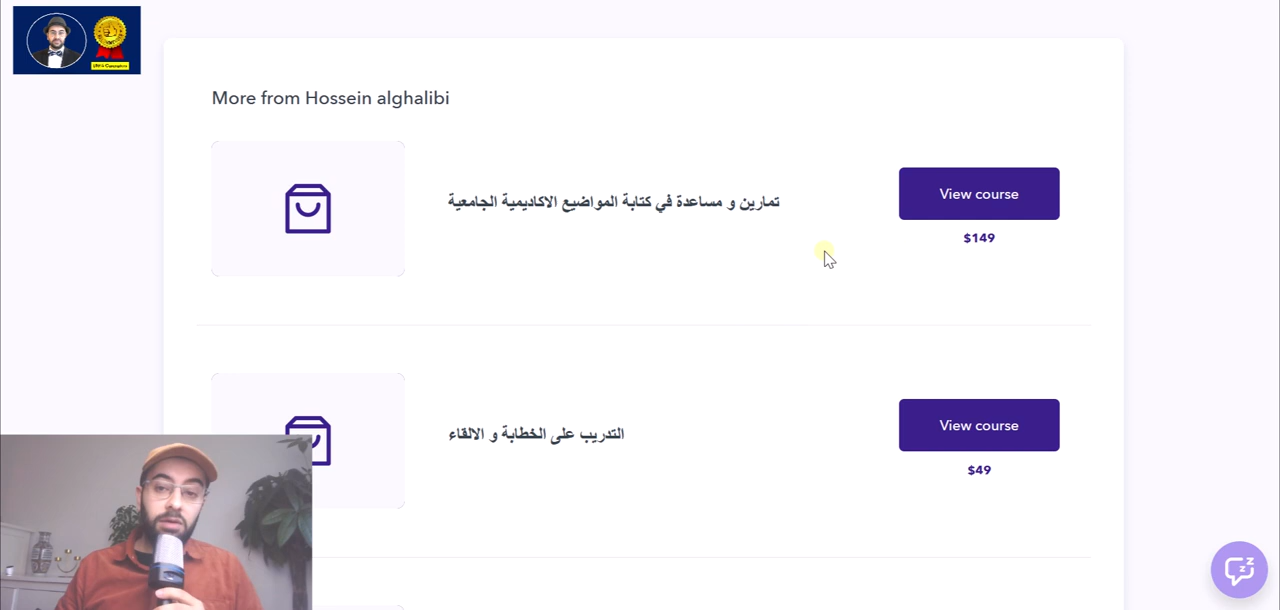 More from Hossein alghalibi
تمارين و مساعدة في كتابة المواضيع الاكاديمية الجامعية
View course
$149
التدريب على الخطابة و الالقاء
View course
$49